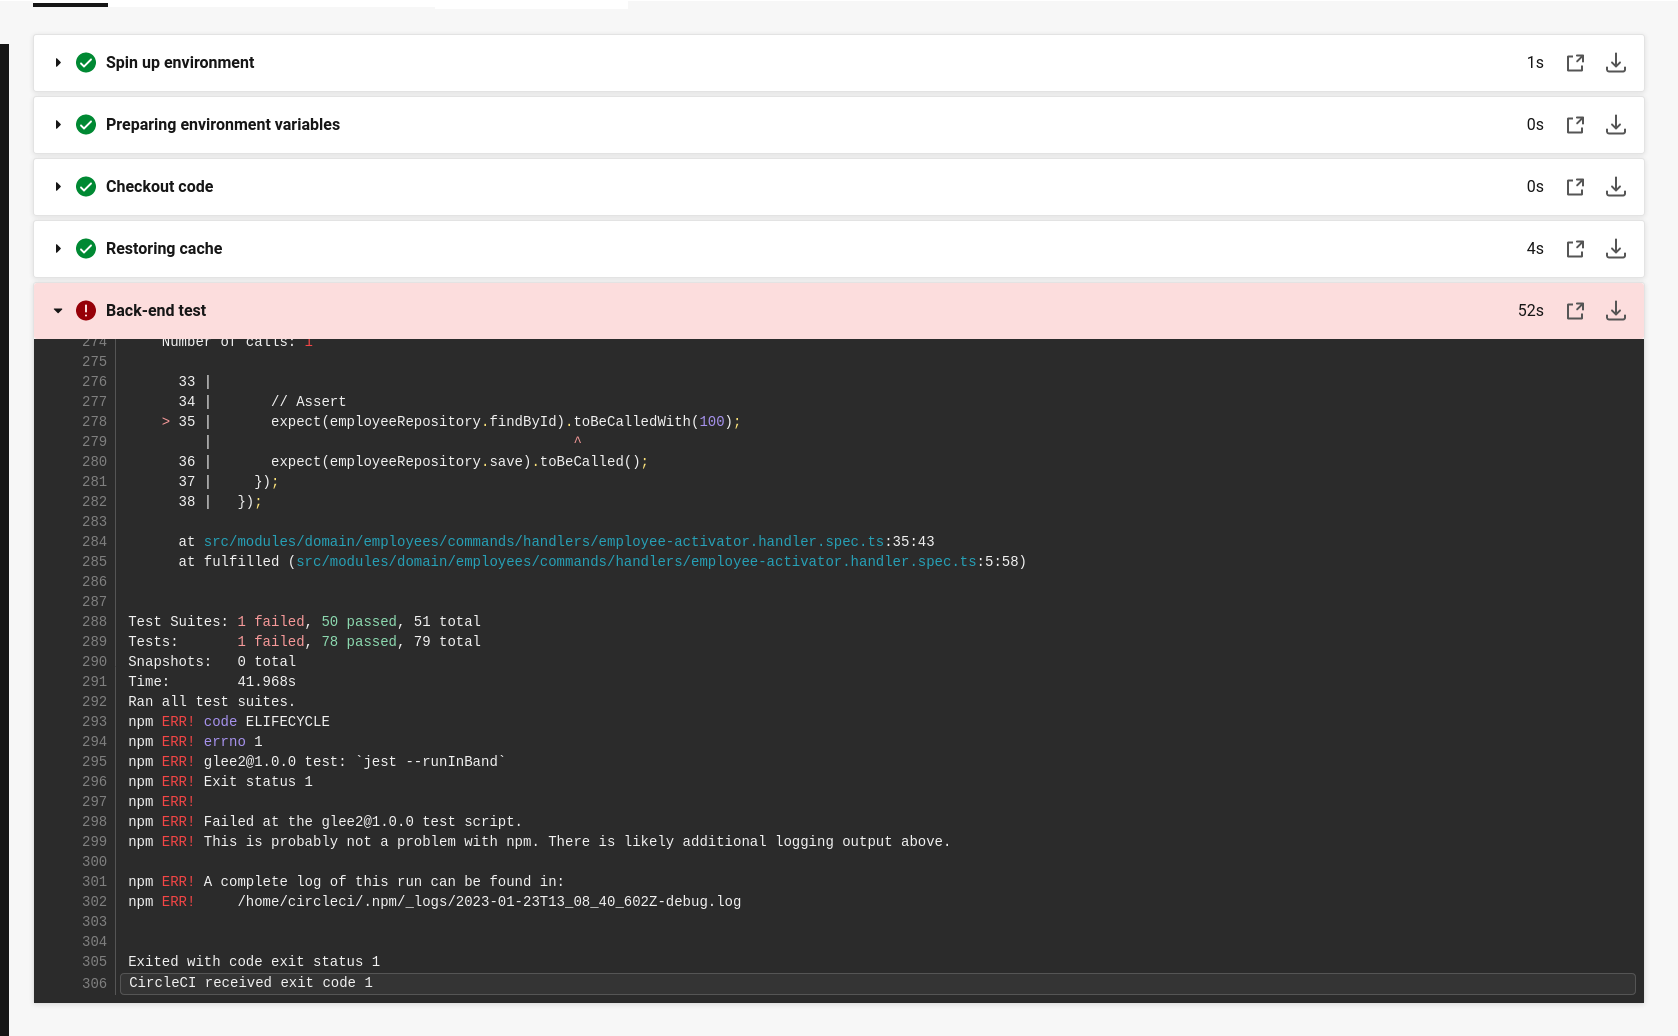 Spin up environment 1s
Preparing environment variables 0s
Checkout code 0s
Restoring cache 4s
Back-end test 52s
274     Number of calls: 1
275
276       33 |
277       34 |       // Assert
278     > 35 |       expect(employeeRepository.findById).toBeCalledWith(100);
279          |                                           ^
280       36 |       expect(employeeRepository.save).toBeCalled();
281       37 |     });
282       38 |   });
283
284       at src/modules/domain/employees/commands/handlers/employee-activator.handler.spec.ts:35:43
285       at fulfilled (src/modules/domain/employees/commands/handlers/employee-activator.handler.spec.ts:5:58)
286
287
288 Test Suites: 1 failed, 50 passed, 51 total
289 Tests:       1 failed, 78 passed, 79 total
290 Snapshots:   0 total
291 Time:        41.968s
292 Ran all test suites.
293 npm ERR! code ELIFECYCLE
294 npm ERR! errno 1
295 npm ERR! glee2@1.0.0 test: `jest --runInBand`
296 npm ERR! Exit status 1
297 npm ERR!
298 npm ERR! Failed at the glee2@1.0.0 test script.
299 npm ERR! This is probably not a problem with npm. There is likely additional logging output above.
300
301 npm ERR! A complete log of this run can be found in:
302 npm ERR!     /home/circleci/.npm/_logs/2023-01-23T13_08_40_602Z-debug.log
303
304
305 Exited with code exit status 1
306 CircleCI received exit code 1